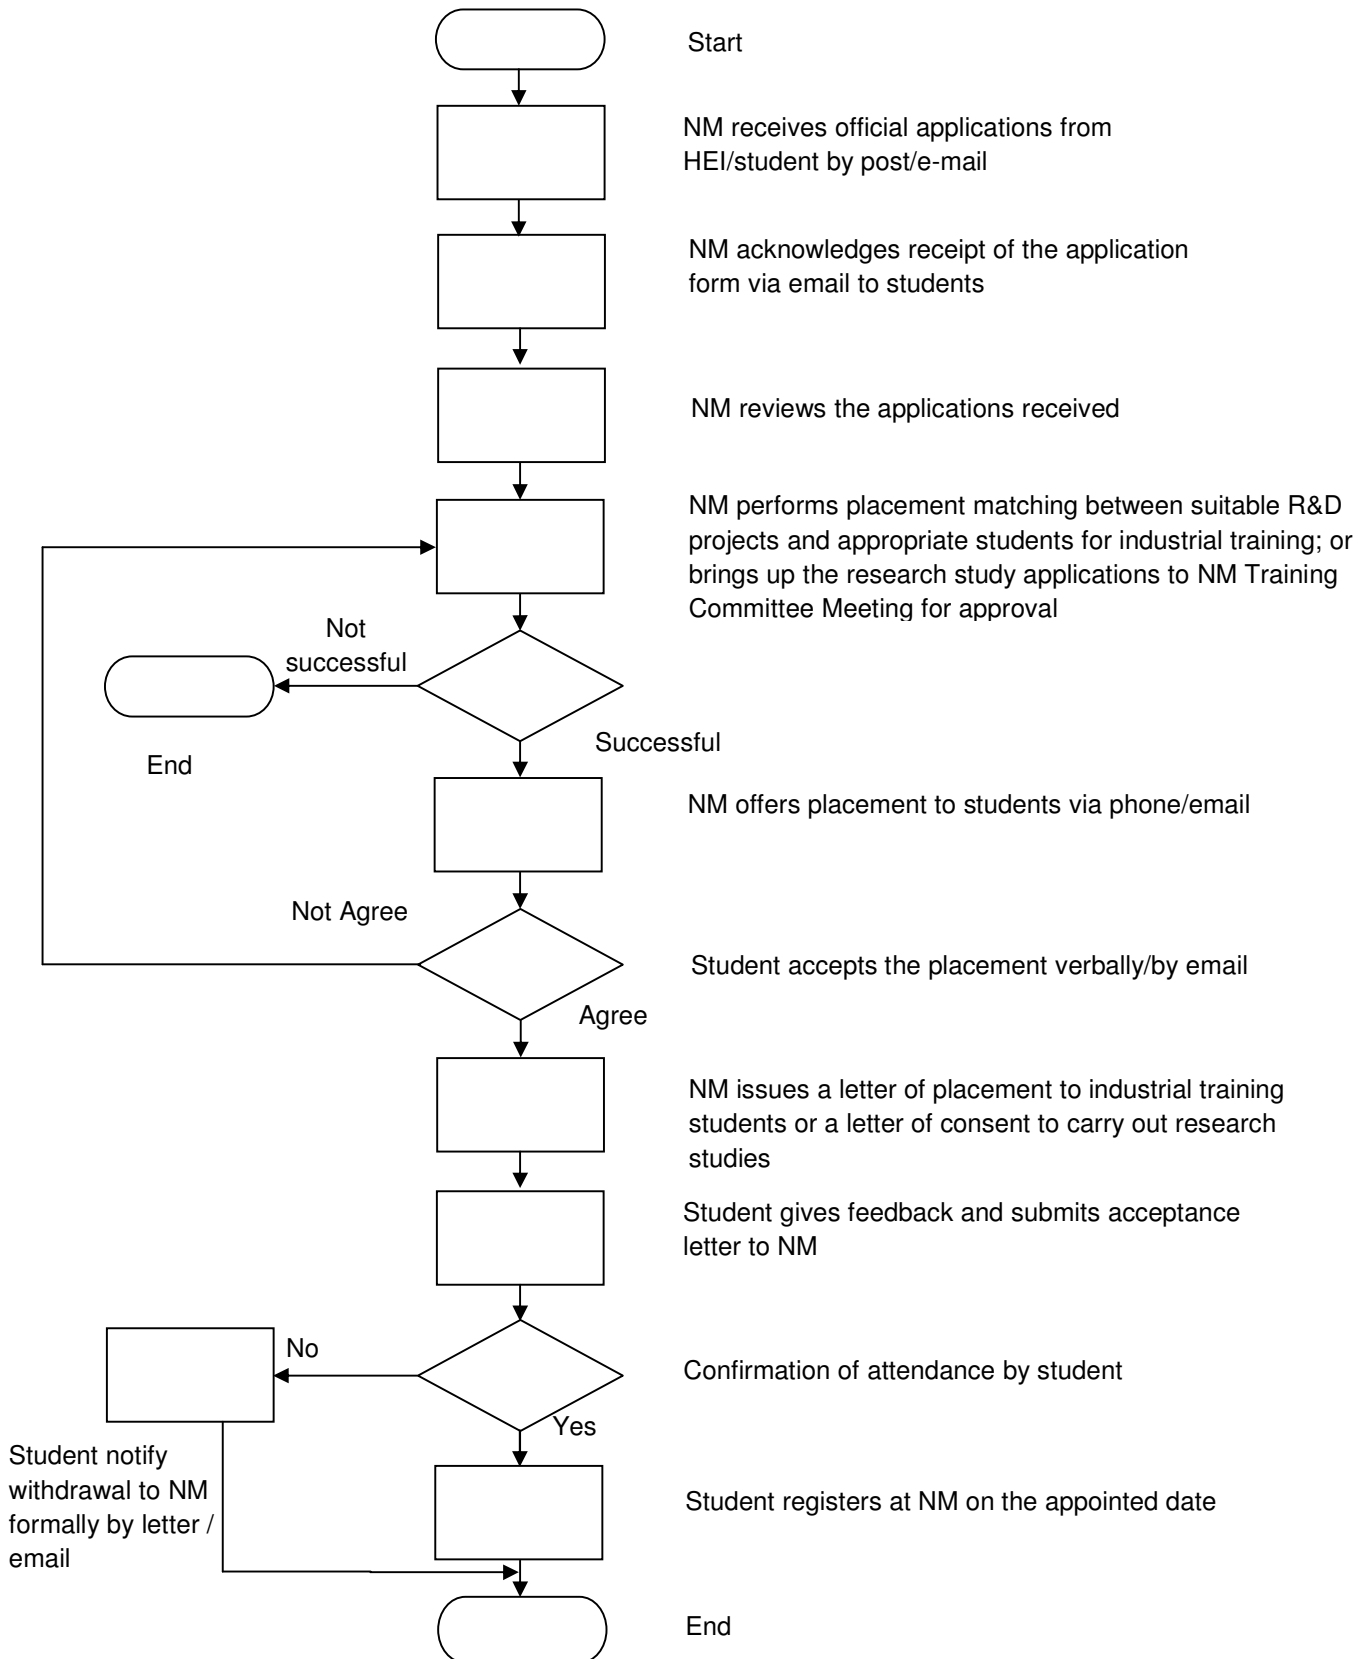 Start
NM receives official applications from
HEI/student by post/e-mail
NM acknowledges receipt of the application
form via email to students
NM reviews the applications received
NM performs placement matching between suitable R&D
projects and appropriate students for industrial training; or
brings up the research study applications to NM Training
Committee Meeting for approval
Not
successful
Successful
End
NM offers placement to students via phone/email
Not Agree
Student accepts the placement verbally/by email
Agree
NM issues a letter of placement to industrial training
students or a letter of consent to carry out research
studies
Student gives feedback and submits acceptance
letter to NM
No
Confirmation of attendance by student
Yes
Student notify
withdrawal to NM
formally by letter /
email
Student registers at NM on the appointed date
End